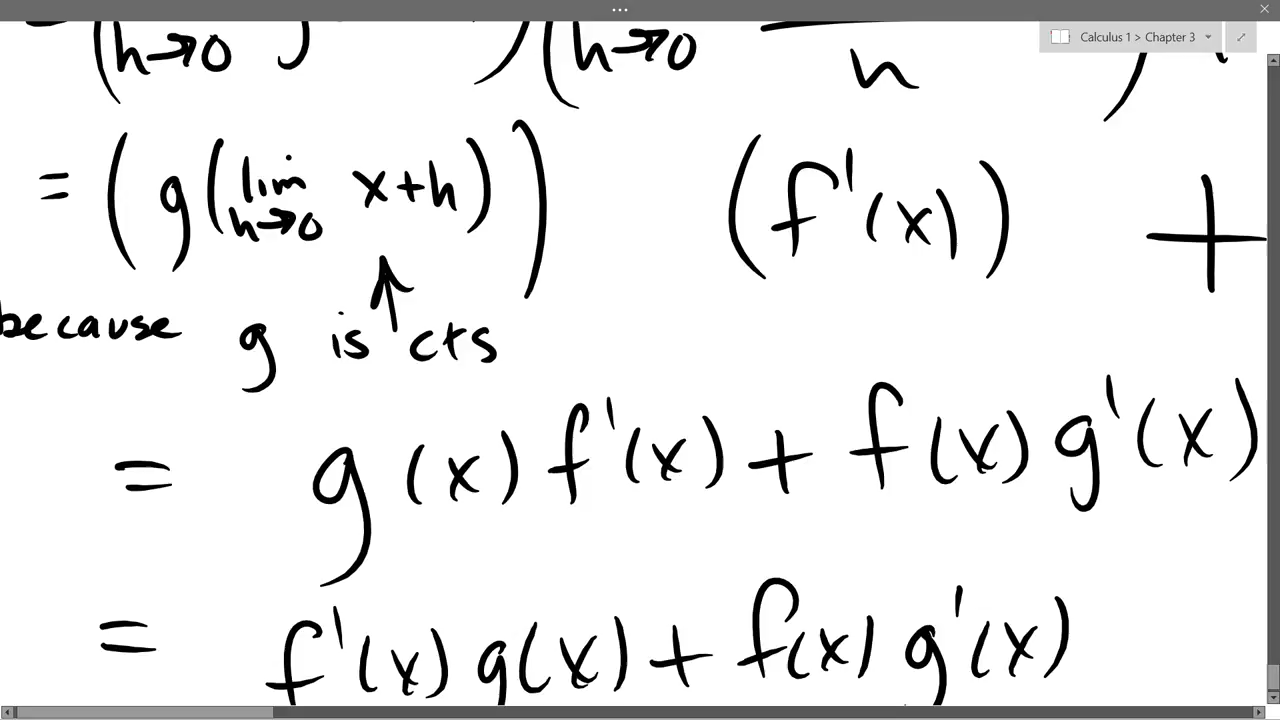 ...
Calculus 1 > Chapter 3
(h→0 (h→0 h
= (g(lim h→0 x+h)) (f'(x)) +
because g is cts
= g(x) f'(x) + f(x) g'(x)
= f'(x) g(x) + f(x) g'(x)